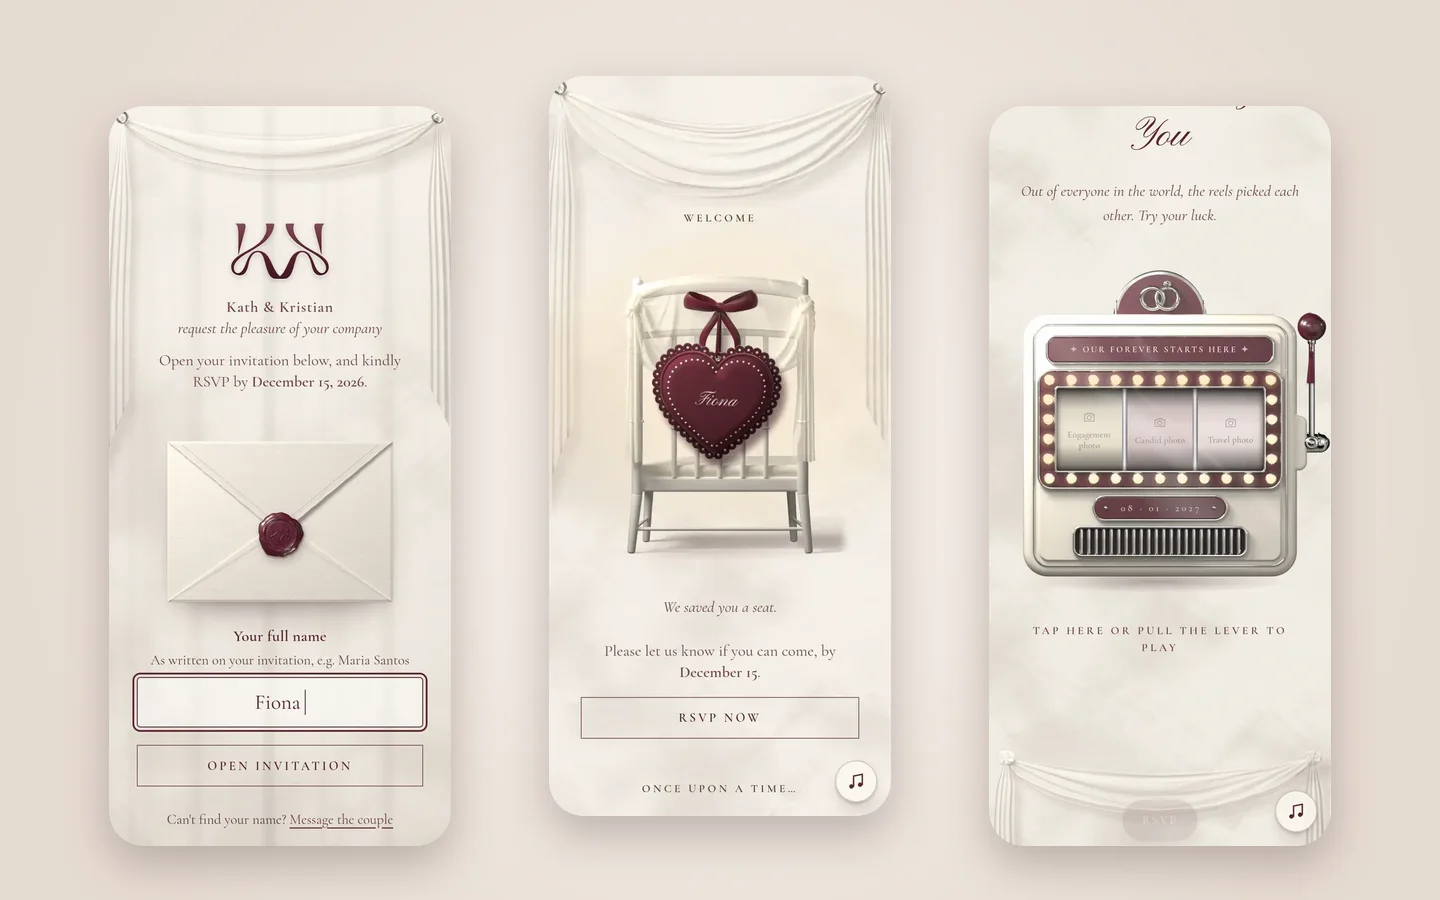 KK
Kath & Kristian
request the pleasure of your company
Open your invitation below, and kindly
RSVP by December 15, 2026.
Your full name
As written on your invitation, e.g. Maria Santos
Fiona
OPEN INVITATION
Can't find your name? Message the couple
WELCOME
Fiona
We saved you a seat.
Please let us know if you can come, by
December 15.
RSVP NOW
ONCE UPON A TIME…
You
Out of everyone in the world, the reels picked each
other. Try your luck.
OUR FOREVER STARTS HERE
Engagement
photo
Candid photo
Travel photo
08 · 01 · 2027
TAP HERE OR PULL THE LEVER TO
PLAY
RSVP